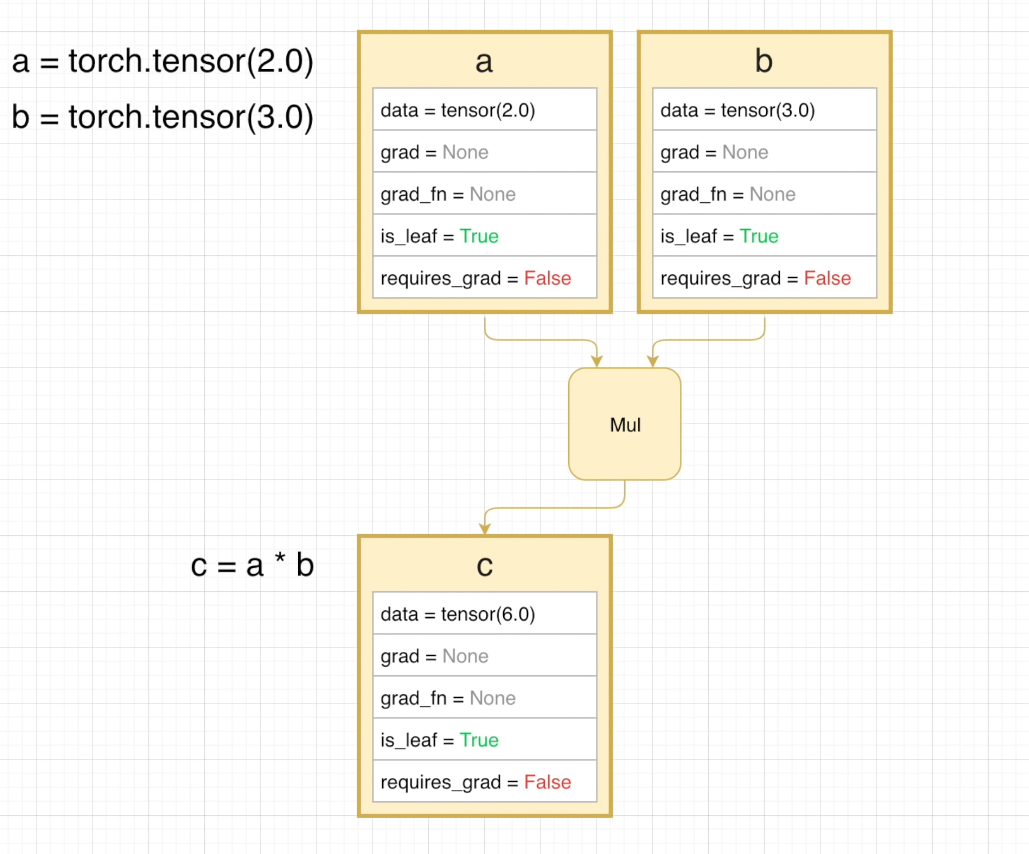 a = torch.tensor(2.0)
b = torch.tensor(3.0)
a
data = tensor(2.0)
grad = None
grad_fn = None
is_leaf = True
requires_grad = False
b
data = tensor(3.0)
grad = None
grad_fn = None
is_leaf = True
requires_grad = False
Mul
c = a * b
c
data = tensor(6.0)
grad = None
grad_fn = None
is_leaf = True
requires_grad = False